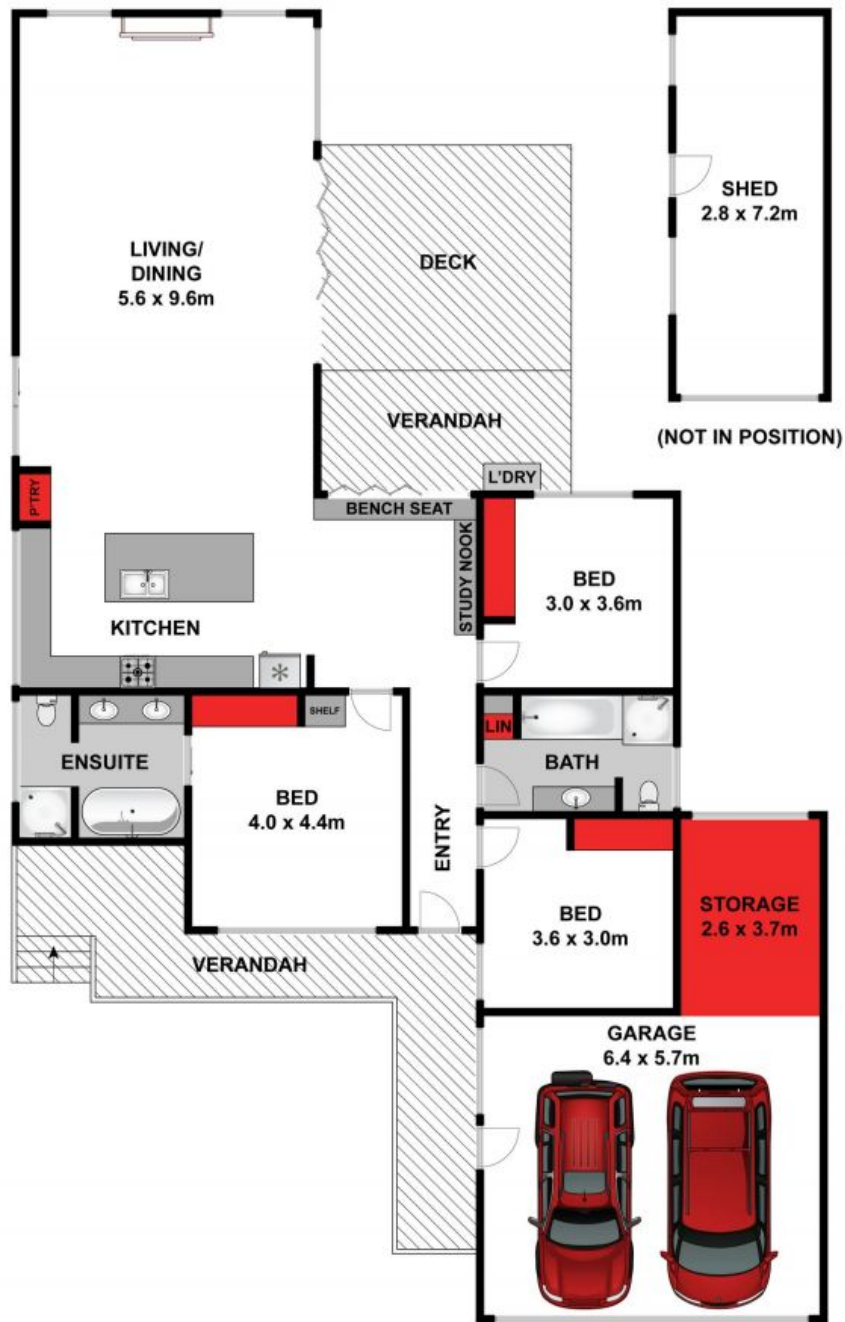 LIVING/
DINING
5.6 x 9.6m
DECK
SHED
2.8 x 7.2m
(NOT IN POSITION)
VERANDAH
P'TRY
L'DRY
BENCH SEAT
STUDY NOOK
BED
3.0 x 3.6m
KITCHEN
SHELF
LIN
ENSUITE
BATH
BED
4.0 x 4.4m
ENTRY
BED
3.6 x 3.0m
STORAGE
2.6 x 3.7m
VERANDAH
GARAGE
6.4 x 5.7m